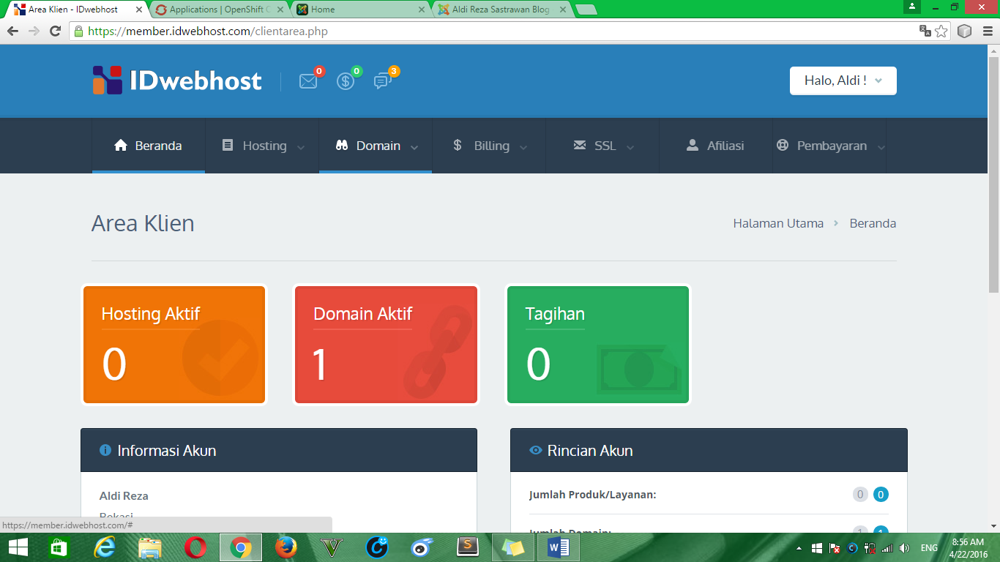 Area Klien - IDwebhost
Applications | OpenShift
Home
Aldi Reza Sastrawan Blog
https://member.idwebhost.com/clientarea.php
IDwebhost
0
0
3
Halo, Aldi !
Beranda
Hosting
Domain
Billing
SSL
Afiliasi
Pembayaran
Area Klien
Halaman Utama
Beranda
Hosting Aktif
0
Domain Aktif
1
Tagihan
0
Informasi Akun
Rincian Akun
Aldi Reza
Bekasi
Jumlah Produk/Layanan:
0 0
Jumlah Domain:
1 1
https://member.idwebhost.com/#
ENG
8:56 AM
4/22/2016